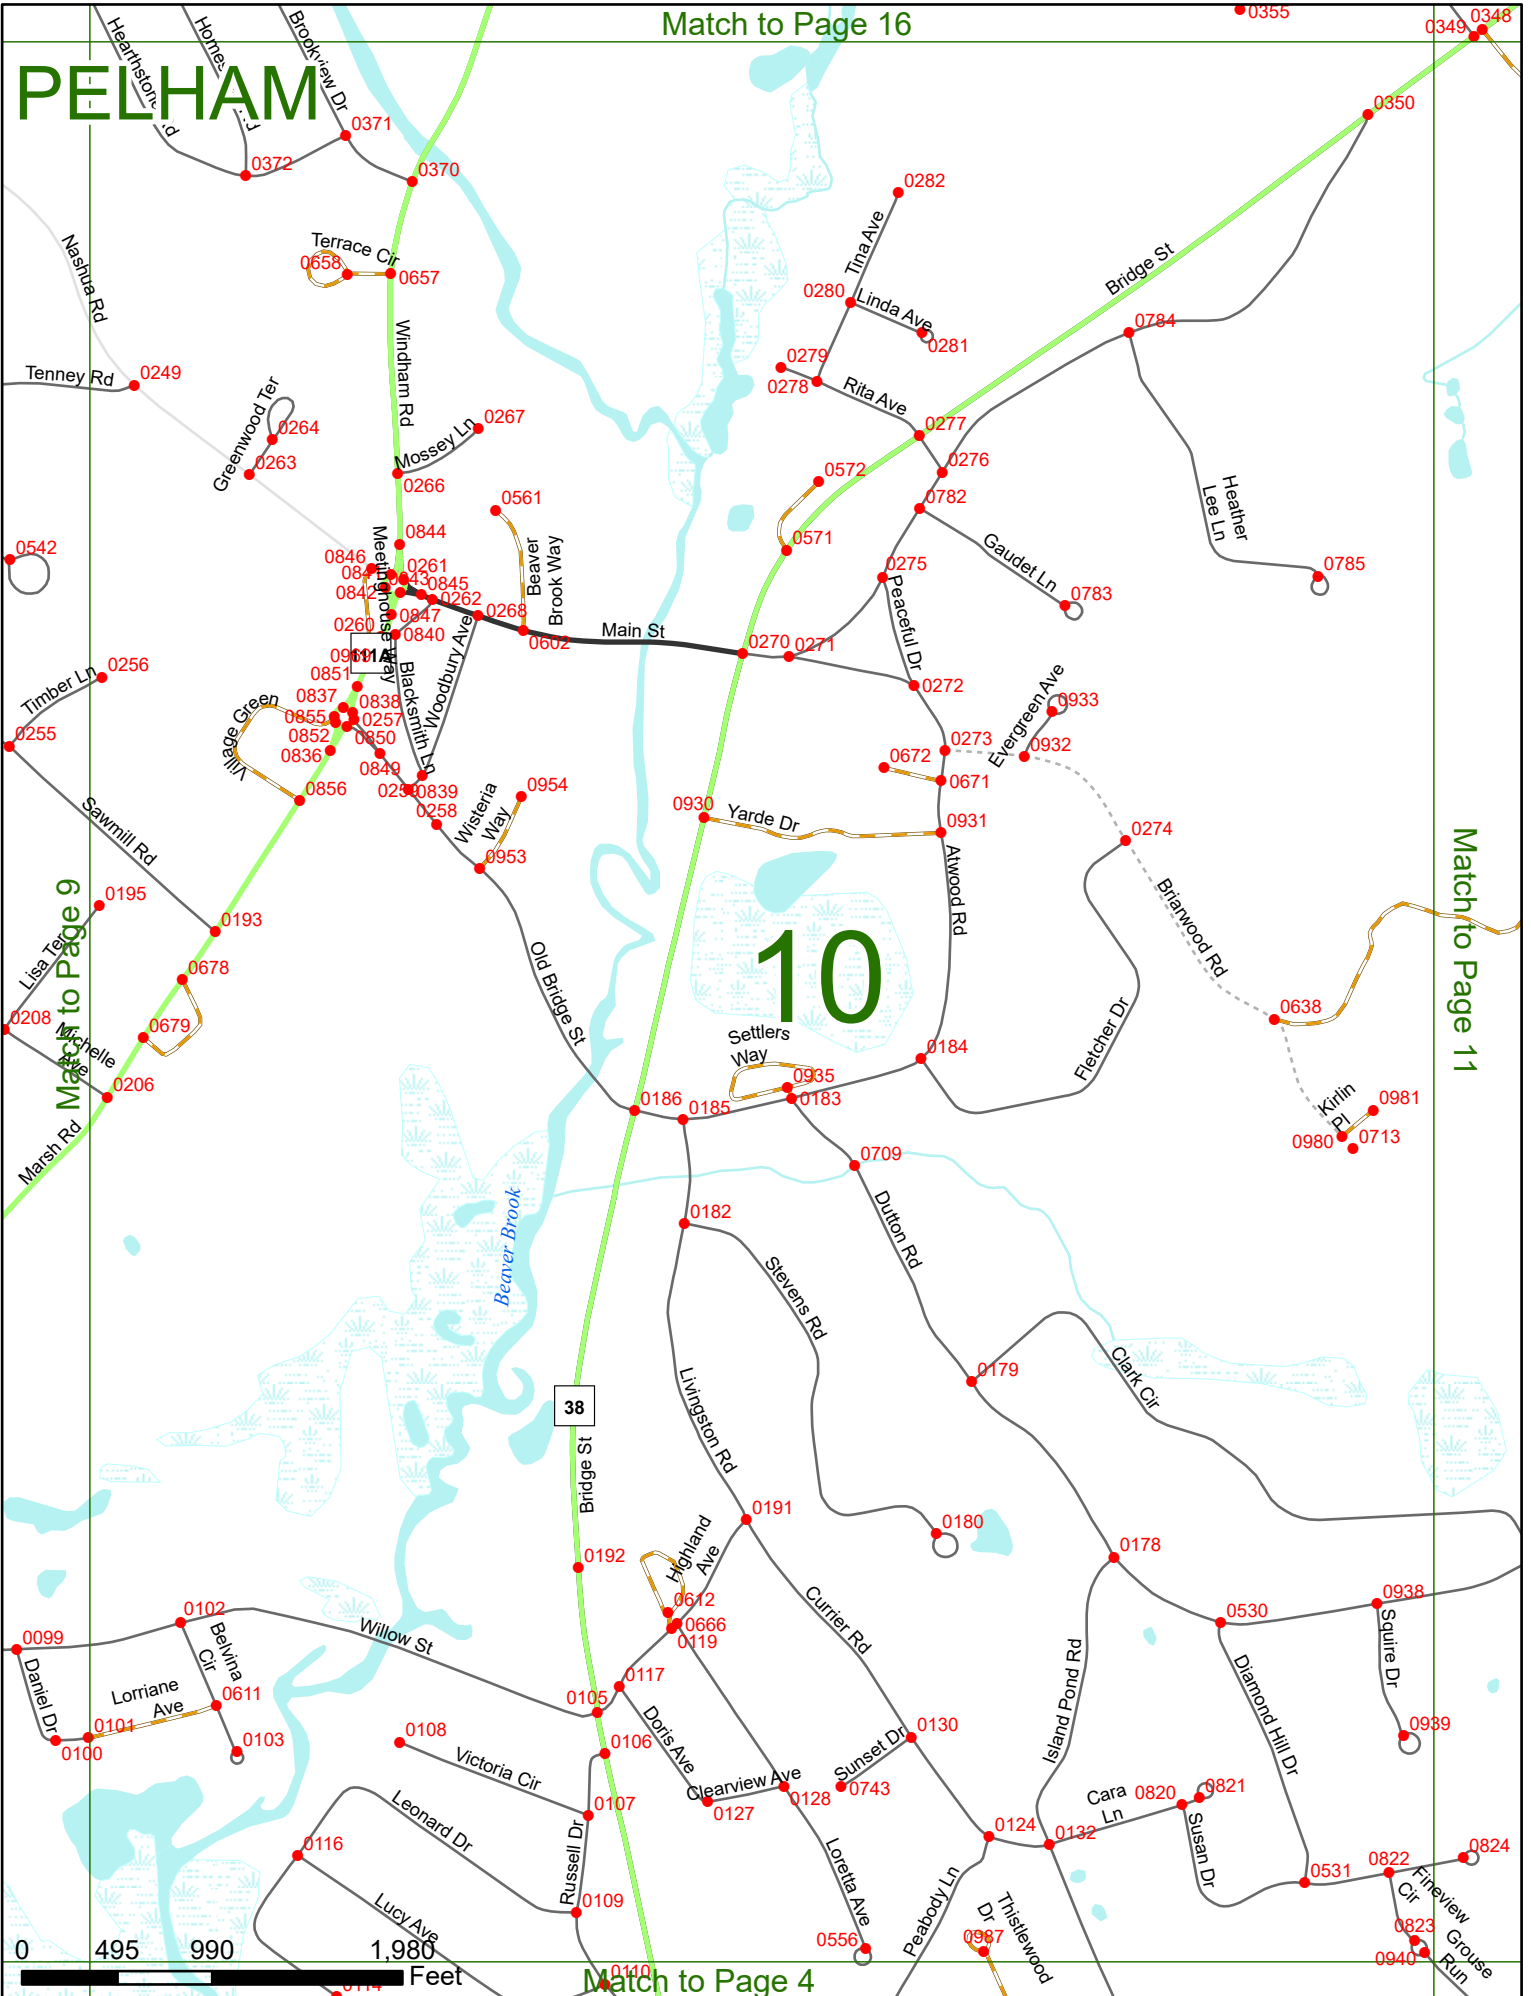 Match to Page 16
0355
0348
0349
PELHAM
Brookview Dr
0350
0371
0372
0370
0282
Nashua Rd
Terrace Cir
0658
0657
Tina Ave
Bridge St
0280
Linda Ave
0281
0784
Windham Rd
0279
0278
Rita Ave
Tenney Rd
0249
Greenwood Ter
0264
0263
0267
Mossey Ln
0266
0277
0276
0572
0561
0782
Heather
Lee Ln
0844
0571
Gaudet Ln
0542
0846
0261
Beaver
Brook Way
0275
0785
0845
0842
0262
0783
Meetinghouse Way
0847
0268
Peaceful Dr
0260
0840
0602
Main St
0270
0271
0969
111A
Timber Ln
0256
0851
Blacksmith Ln
Woodbury Ave
0272
Evergreen Ave
0933
0837
0838
Village Green
0855
0257
0255
0852
0850
0273
0932
0836
0849
0672
0671
0259
0839
0856
0258
Wisteria
Way
0954
0930
Yarde Dr
0931
0274
Sawmill Rd
0953
Atwood Rd
Match to Page 11
Match to Page 9
0195
0193
Lisa Ter
Old Bridge St
10
Briarwood Rd
0678
0208
Michelle
Ave
0679
Settlers
Way
0638
0935
0184
Fletcher Dr
0206
0186
0185
0183
Kirlin
Pl
0981
0980
0713
Marsh Rd
0709
Beaver Brook
0182
Dutton Rd
Stevens Rd
0179
Clark Cir
Livingston Rd
38
Bridge St
0191
0180
0192
Highland
Ave
0178
0612
0938
0102
0666
0119
Currier Rd
0530
0099
Belvina
Cir
Willow St
Squire Dr
Daniel Dr
Lorriane
Ave
0611
0117
Island Pond Rd
Diamond Hill Dr
0105
Doris Ave
0101
0100
0103
0108
0106
0130
0939
Victoria Cir
Clearview Ave
Sunset Dr
0743
0128
0127
Cara
Ln
0820
0821
0107
Leonard Dr
0116
Russell Dr
0124
0132
Susan Dr
0824
0822
0531
Loretta Ave
Fineview
Cir
Lucy Ave
0109
Peabody Ln
Thistlewood
Dr
0556
0987
0823
0940
Grouse
Run
0 495 990 1,980
Feet
0110
Match to Page 4